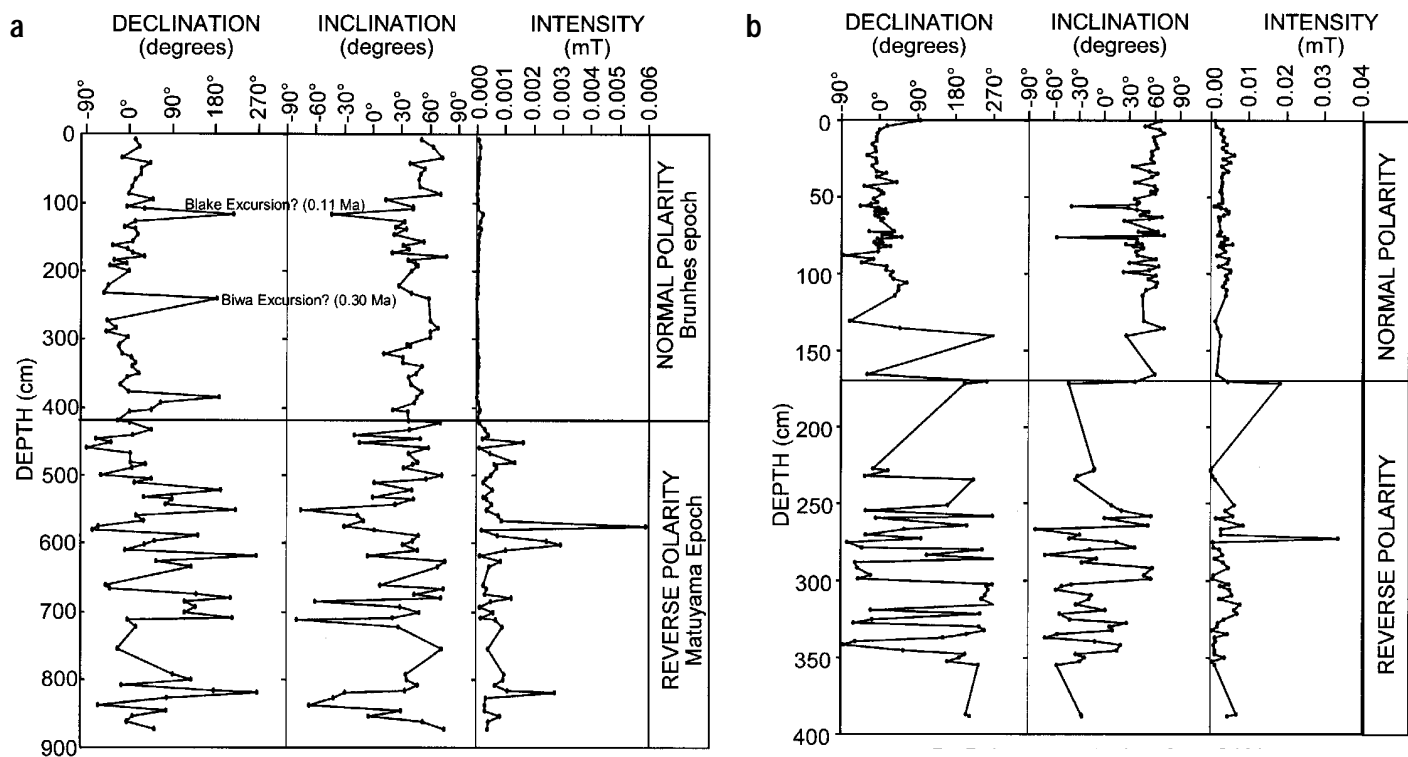 a
DECLINATION
(degrees)
INCLINATION
(degrees)
INTENSITY
(mT)
-90° 0° 90° 180° 270°
-90° -60° -30° 0° 30° 60° 90°
0.000 0.001 0.002 0.003 0.004 0.005 0.006
DEPTH (cm)
0
100
200
300
400
500
600
700
800
900
Blake Excursion? (0.11 Ma)
Biwa Excursion? (0.30 Ma)
NORMAL POLARITY
Brunhes epoch
REVERSE POLARITY
Matuyama Epoch
b
DECLINATION
(degrees)
INCLINATION
(degrees)
INTENSITY
(mT)
-90° 0° 90° 180° 270°
-90° -60° -30° 0° 30° 60° 90°
0.00 0.01 0.02 0.03 0.04
DEPTH (cm)
0
50
100
150
200
250
300
350
400
NORMAL POLARITY
REVERSE POLARITY